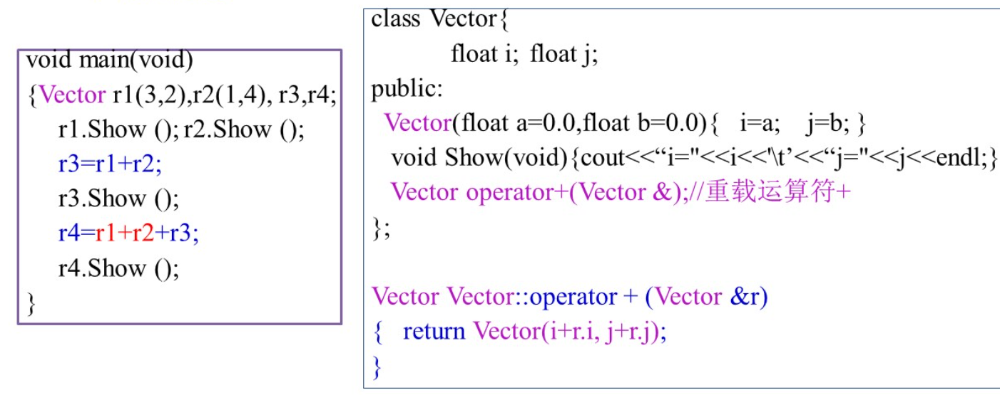 void main(void)
{Vector r1(3,2),r2(1,4), r3,r4;
r1.Show (); r2.Show ();
r3=r1+r2;
r3.Show ();
r4=r1+r2+r3;
r4.Show ();
}
class Vector{
float i; float j;
public:
Vector(float a=0.0,float b=0.0){ i=a; j=b; }
void Show(void){cout<<“i="<<i<<'\t’<<“j="<<j<<endl;}
Vector operator+(Vector &);//重载运算符+
};
Vector Vector::operator + (Vector &r)
{ return Vector(i+r.i, j+r.j);
}